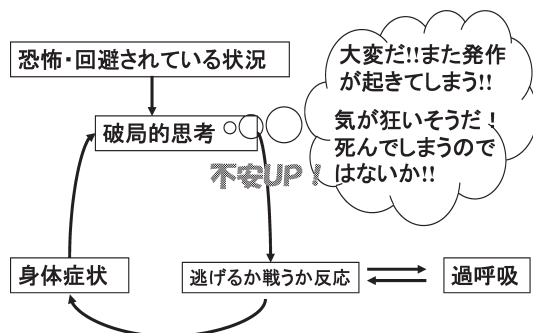 恐怖・回避されている状況
大変だ!!また発作
が起きてしまう!!
気が狂いそうだ！
死んでしまうので
はないか!!
破局的思考
不安UP！
身体症状
逃げるか戦うか反応
過呼吸